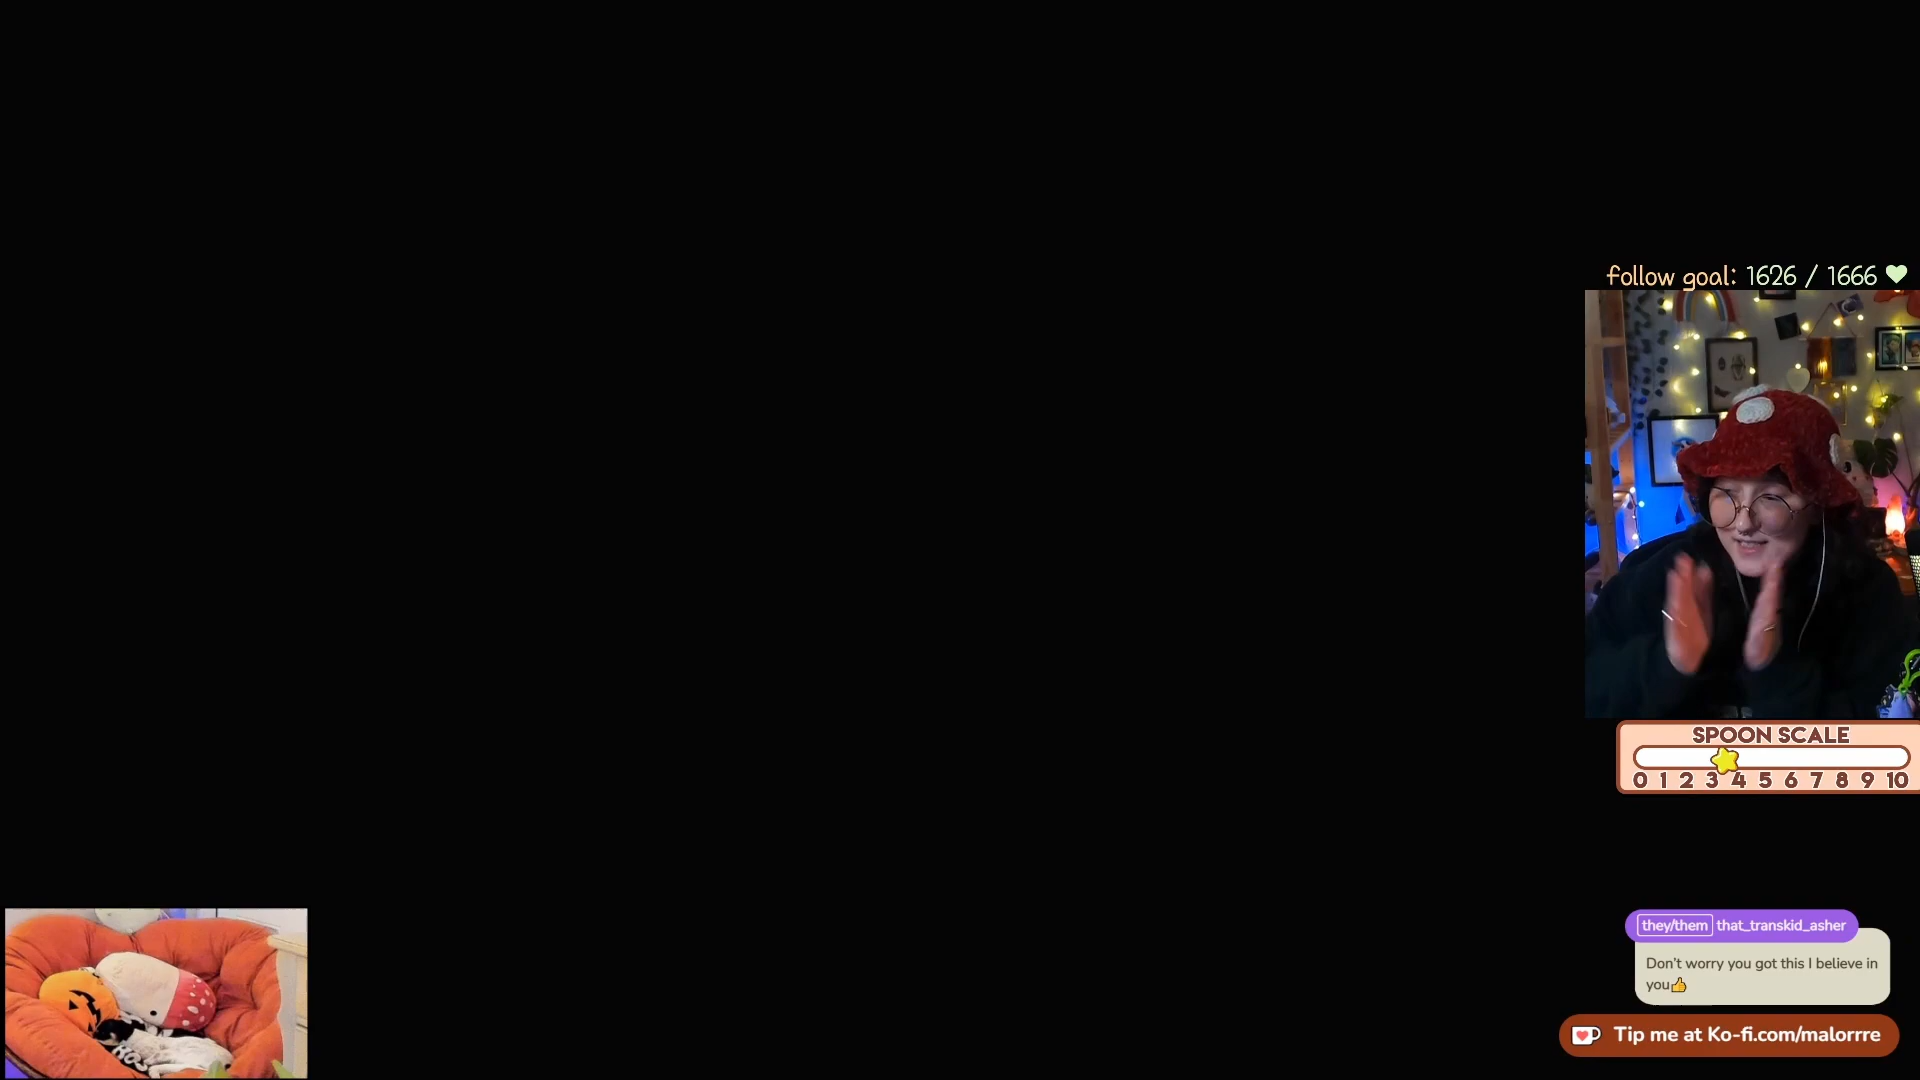 follow goal: 1626 / 1666
SPOON SCALE
0 1 2 3 4 5 6 7 8 9 10
they/them that_transkid_asher
Don't worry you got this I believe in
you👍
Tip me at Ko-fi.com/malorrre